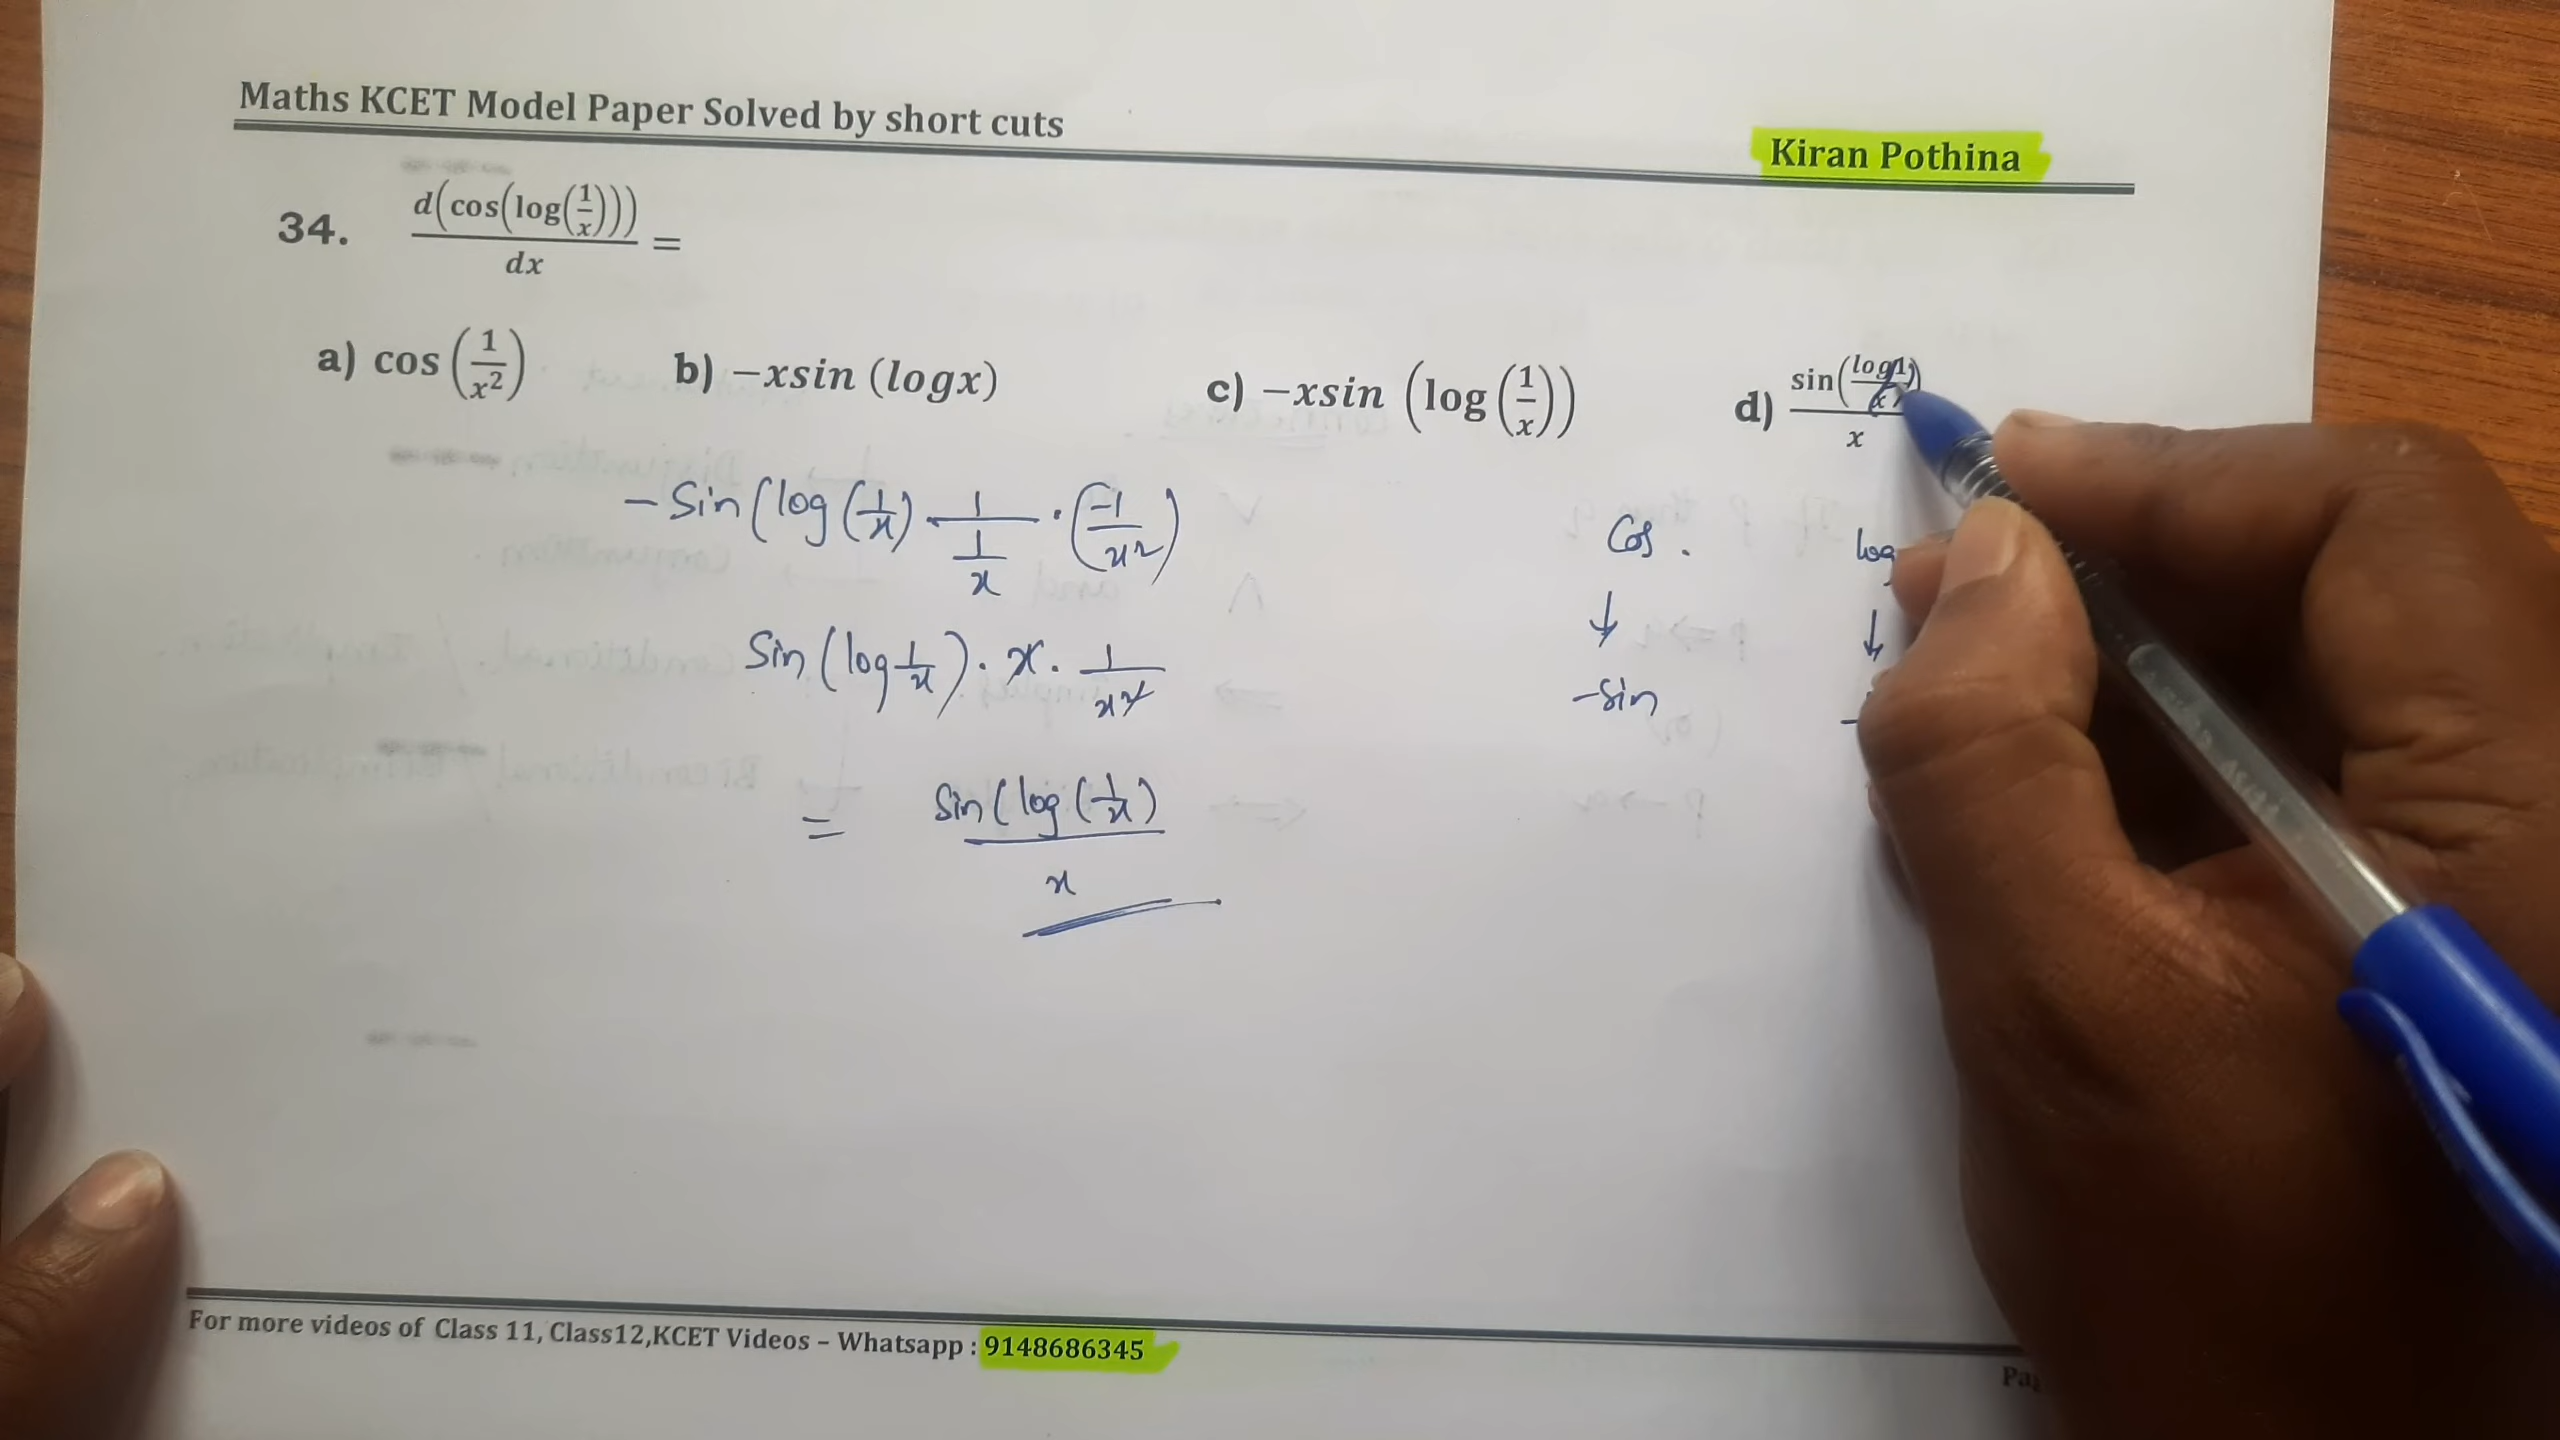 Maths KCET Model Paper Solved by short cuts
Kiran Pothina
34. d(cos(log(1/x)))/dx =
a) cos (1/x²) b) −xsin (logx) c) −xsin (log(1/x)) d) sin(log1/x)/x
− Sin (log (1/x) · 1/(1/x) · (−1/x²)
Cos . log
↓ ↓
Sin (log 1/x) · x · 1/x²
−Sin
= Sin (log (1/x)/x
For more videos of Class 11, Class12,KCET Videos – Whatsapp : 9148686345